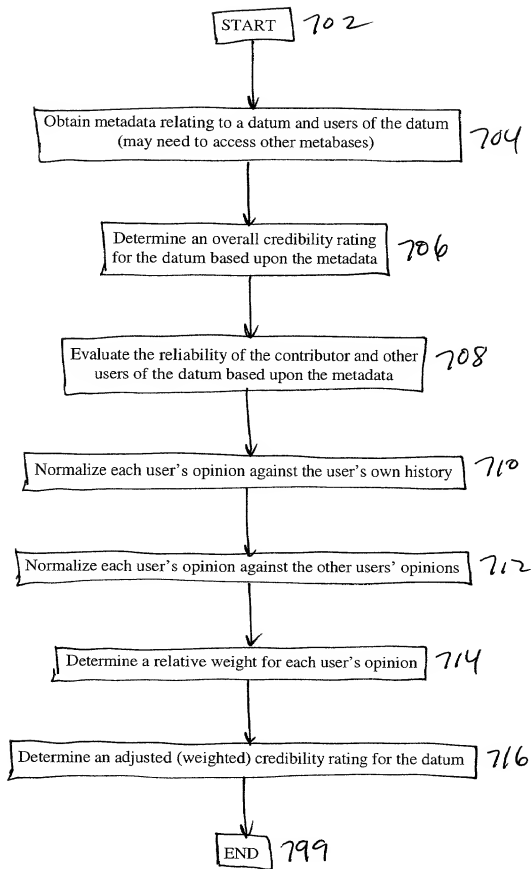 START 702
Obtain metadata relating to a datum and users of the datum
(may need to access other metabases) 704
Determine an overall credibility rating 706
for the datum based upon the metadata
Evaluate the reliability of the contributor and other 708
users of the datum based upon the metadata
Normalize each user's opinion against the user's own history 710
Normalize each user's opinion against the other users' opinions 712
Determine a relative weight for each user's opinion 714
Determine an adjusted (weighted) credibility rating for the datum 716
END 799